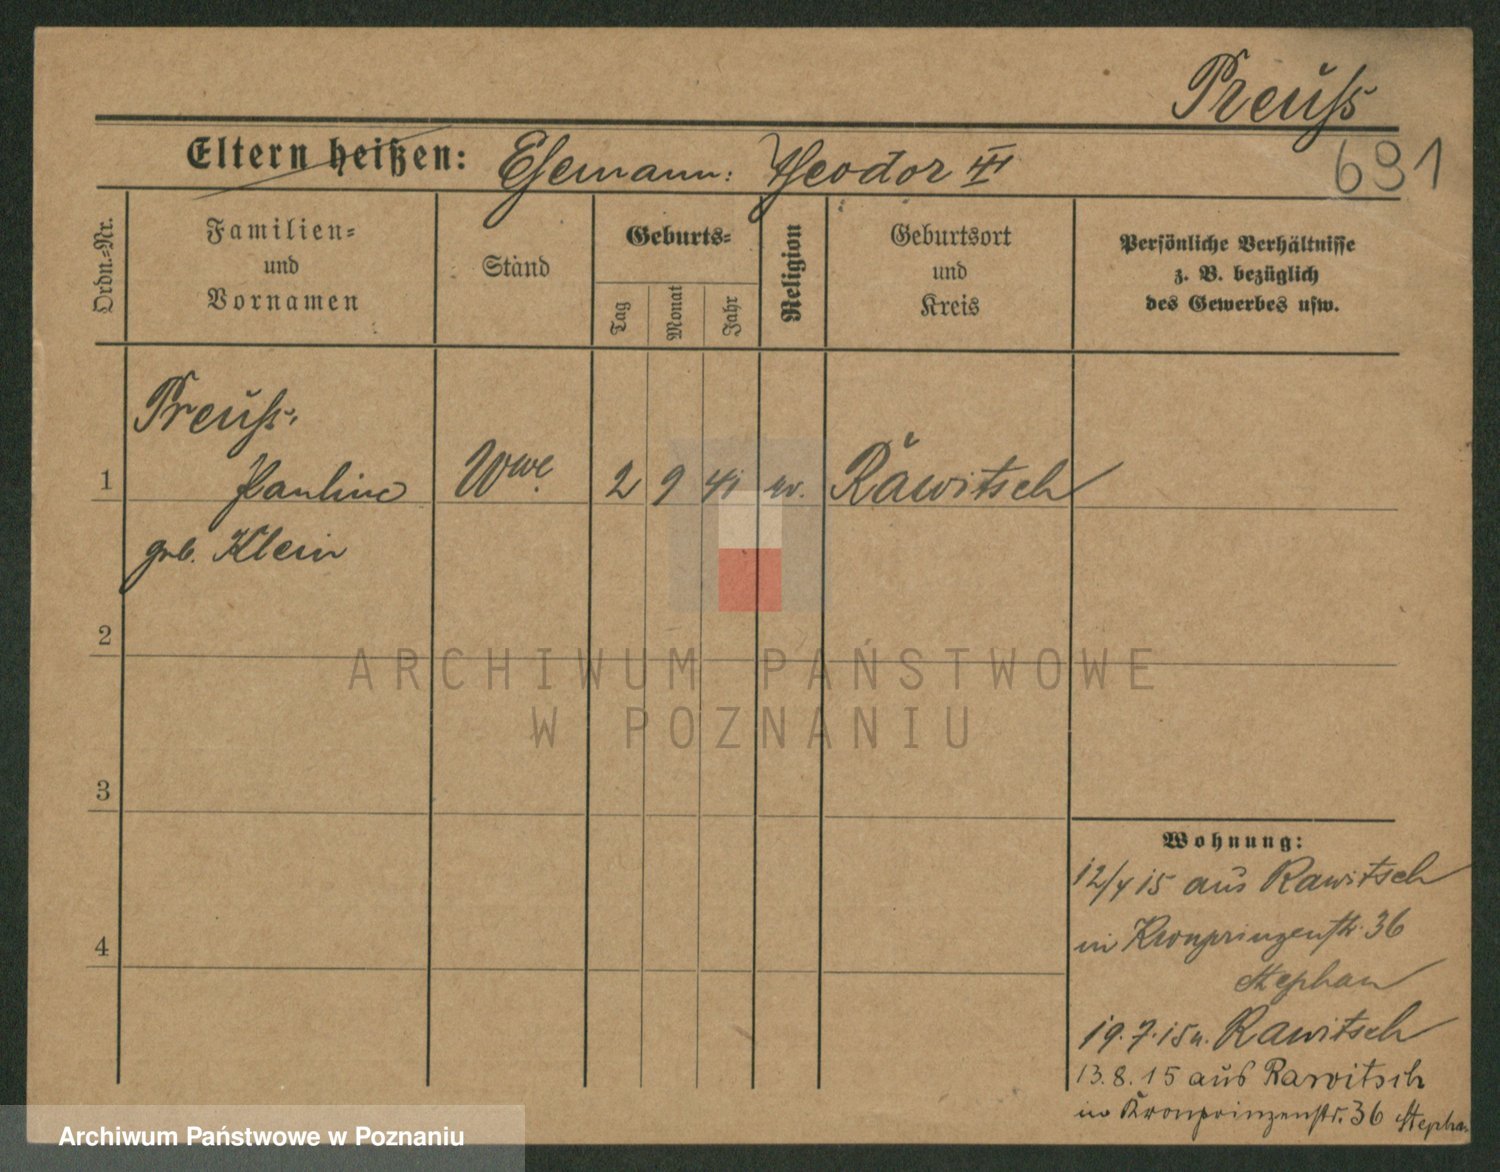 Preuſs
691
Eltern heißen: Ehemann: Theodor III
Ordn.-Nr.
Familien-
und
Vornamen
Stand
Geburts-
Tag
Monat
Jahr
Religion
Geburtsort
und
Kreis
Persönliche Verhältnisse
z. B. bezüglich
des Gewerbes usw.
Preuſs,
1 Pauline Wwe. 2 9 41 ev. Rawitsch
geb. Klein
2
ARCHIWUM PAŃSTWOWE
W POZNANIU
3
Wohnung:
12/4 15 aus Rawitsch
in Kronprinzenstr. 36
Stephan
4
19.7.15 n. Rawitsch
13.8.15 aus Rawitsch
in Kronprinzenstr. 36 Stephan
Archiwum Państwowe w Poznaniu